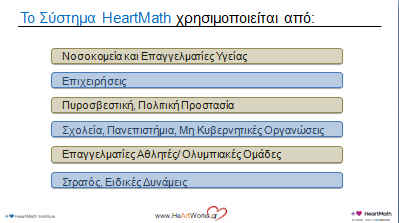 Το Σύστημα HeartMath χρησιμοποιείται από:
Νοσοκομεία και Επαγγελματίες Υγείας
Επιχειρήσεις
Πυροσβεστική, Πολιτική Προστασία
Σχολεία, Πανεπιστήμια, Μη Κυβερνητικές Οργανώσεις
Επαγγελματίες Αθλητές/ Ολυμπιακές Ομάδες
Στρατός, Ειδικές Δυνάμεις
HeartMath Institute
www.HeArtWorks.gr
HeartMath